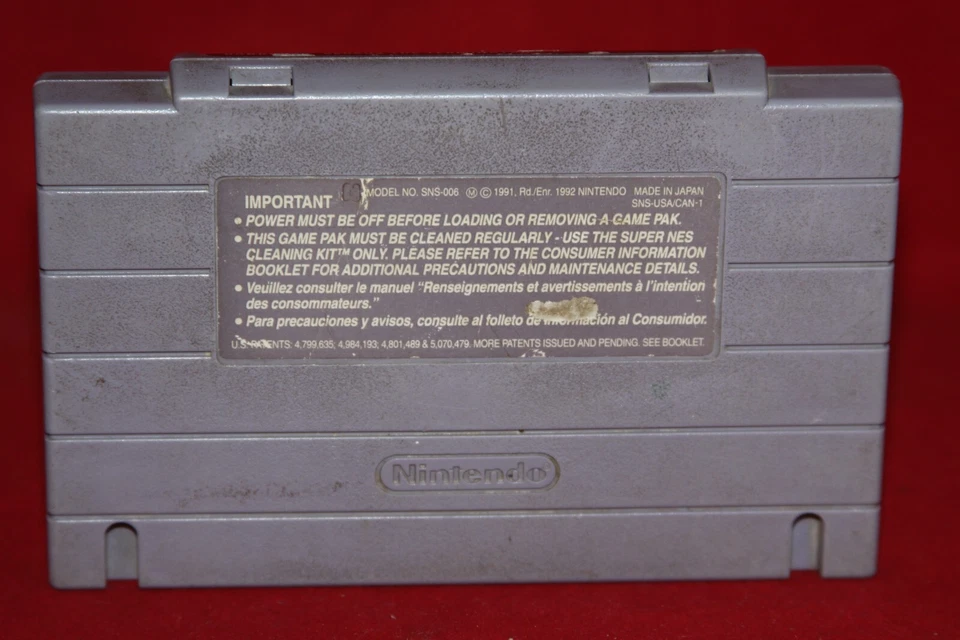 IMPORTANT MODEL NO. SNS-006 Ⓜ © 1991, Rd./Enr. 1992 NINTENDO MADE IN JAPAN
SNS-USA/CAN-1
• POWER MUST BE OFF BEFORE LOADING OR REMOVING A GAME PAK.
• THIS GAME PAK MUST BE CLEANED REGULARLY - USE THE SUPER NES
CLEANING KIT™ ONLY. PLEASE REFER TO THE CONSUMER INFORMATION
BOOKLET FOR ADDITIONAL PRECAUTIONS AND MAINTENANCE DETAILS.
• Veuillez consulter le manuel "Renseignements et avertissements à l'intention
des consommateurs."
• Para precauciones y avisos, consulte al folleto de información al Consumidor.
U.S. PATENTS: 4,799,635; 4,984,193; 4,801,489 & 5,070,479. MORE PATENTS ISSUED AND PENDING. SEE BOOKLET.
Nintendo®